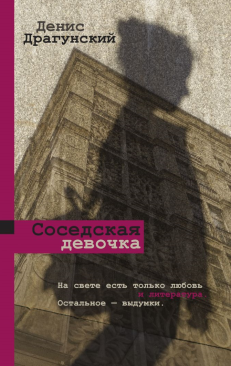 Денис
Драгунский
Соседская
девочка
На свете есть только любовь
и литература
Остальное — выдумки.